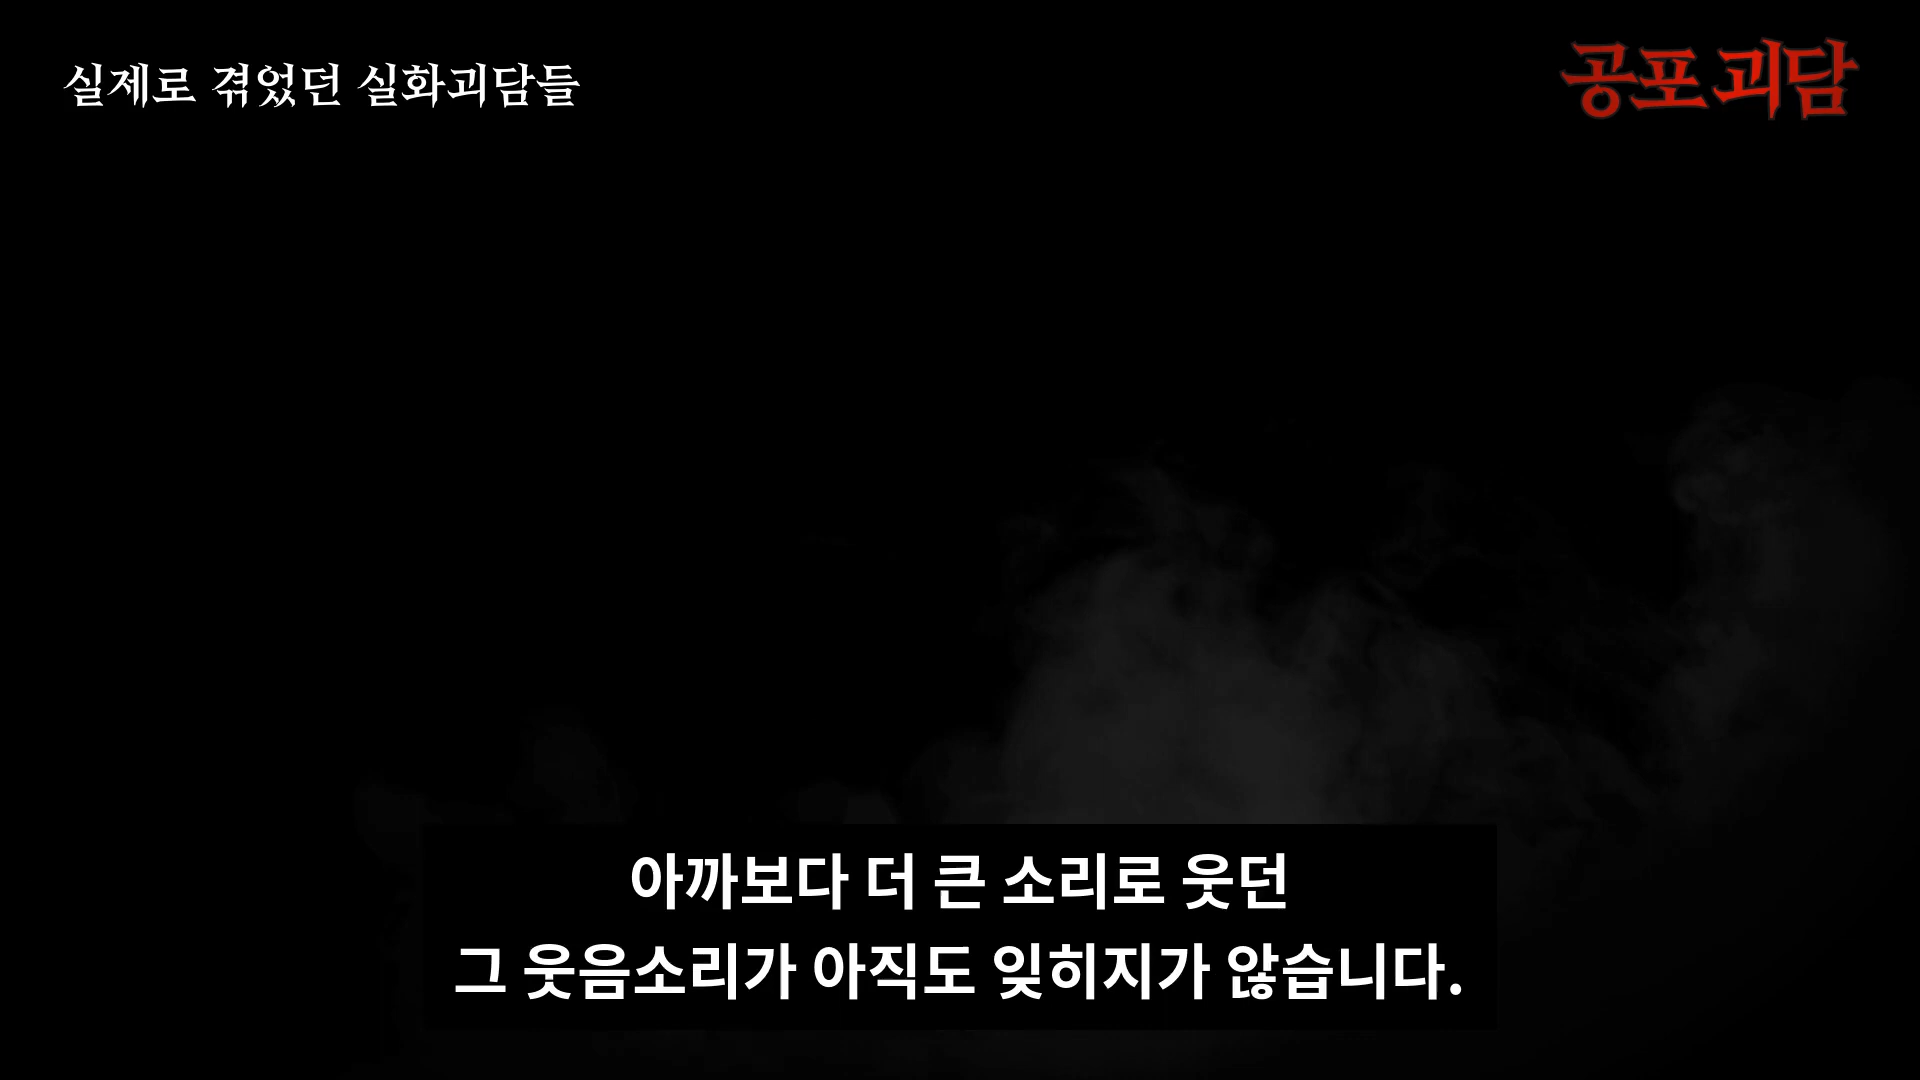 실제로 겪었던 실화괴담들
공포괴담
아까보다 더 큰 소리로 웃던
그 웃음소리가 아직도 잊히지가 않습니다.